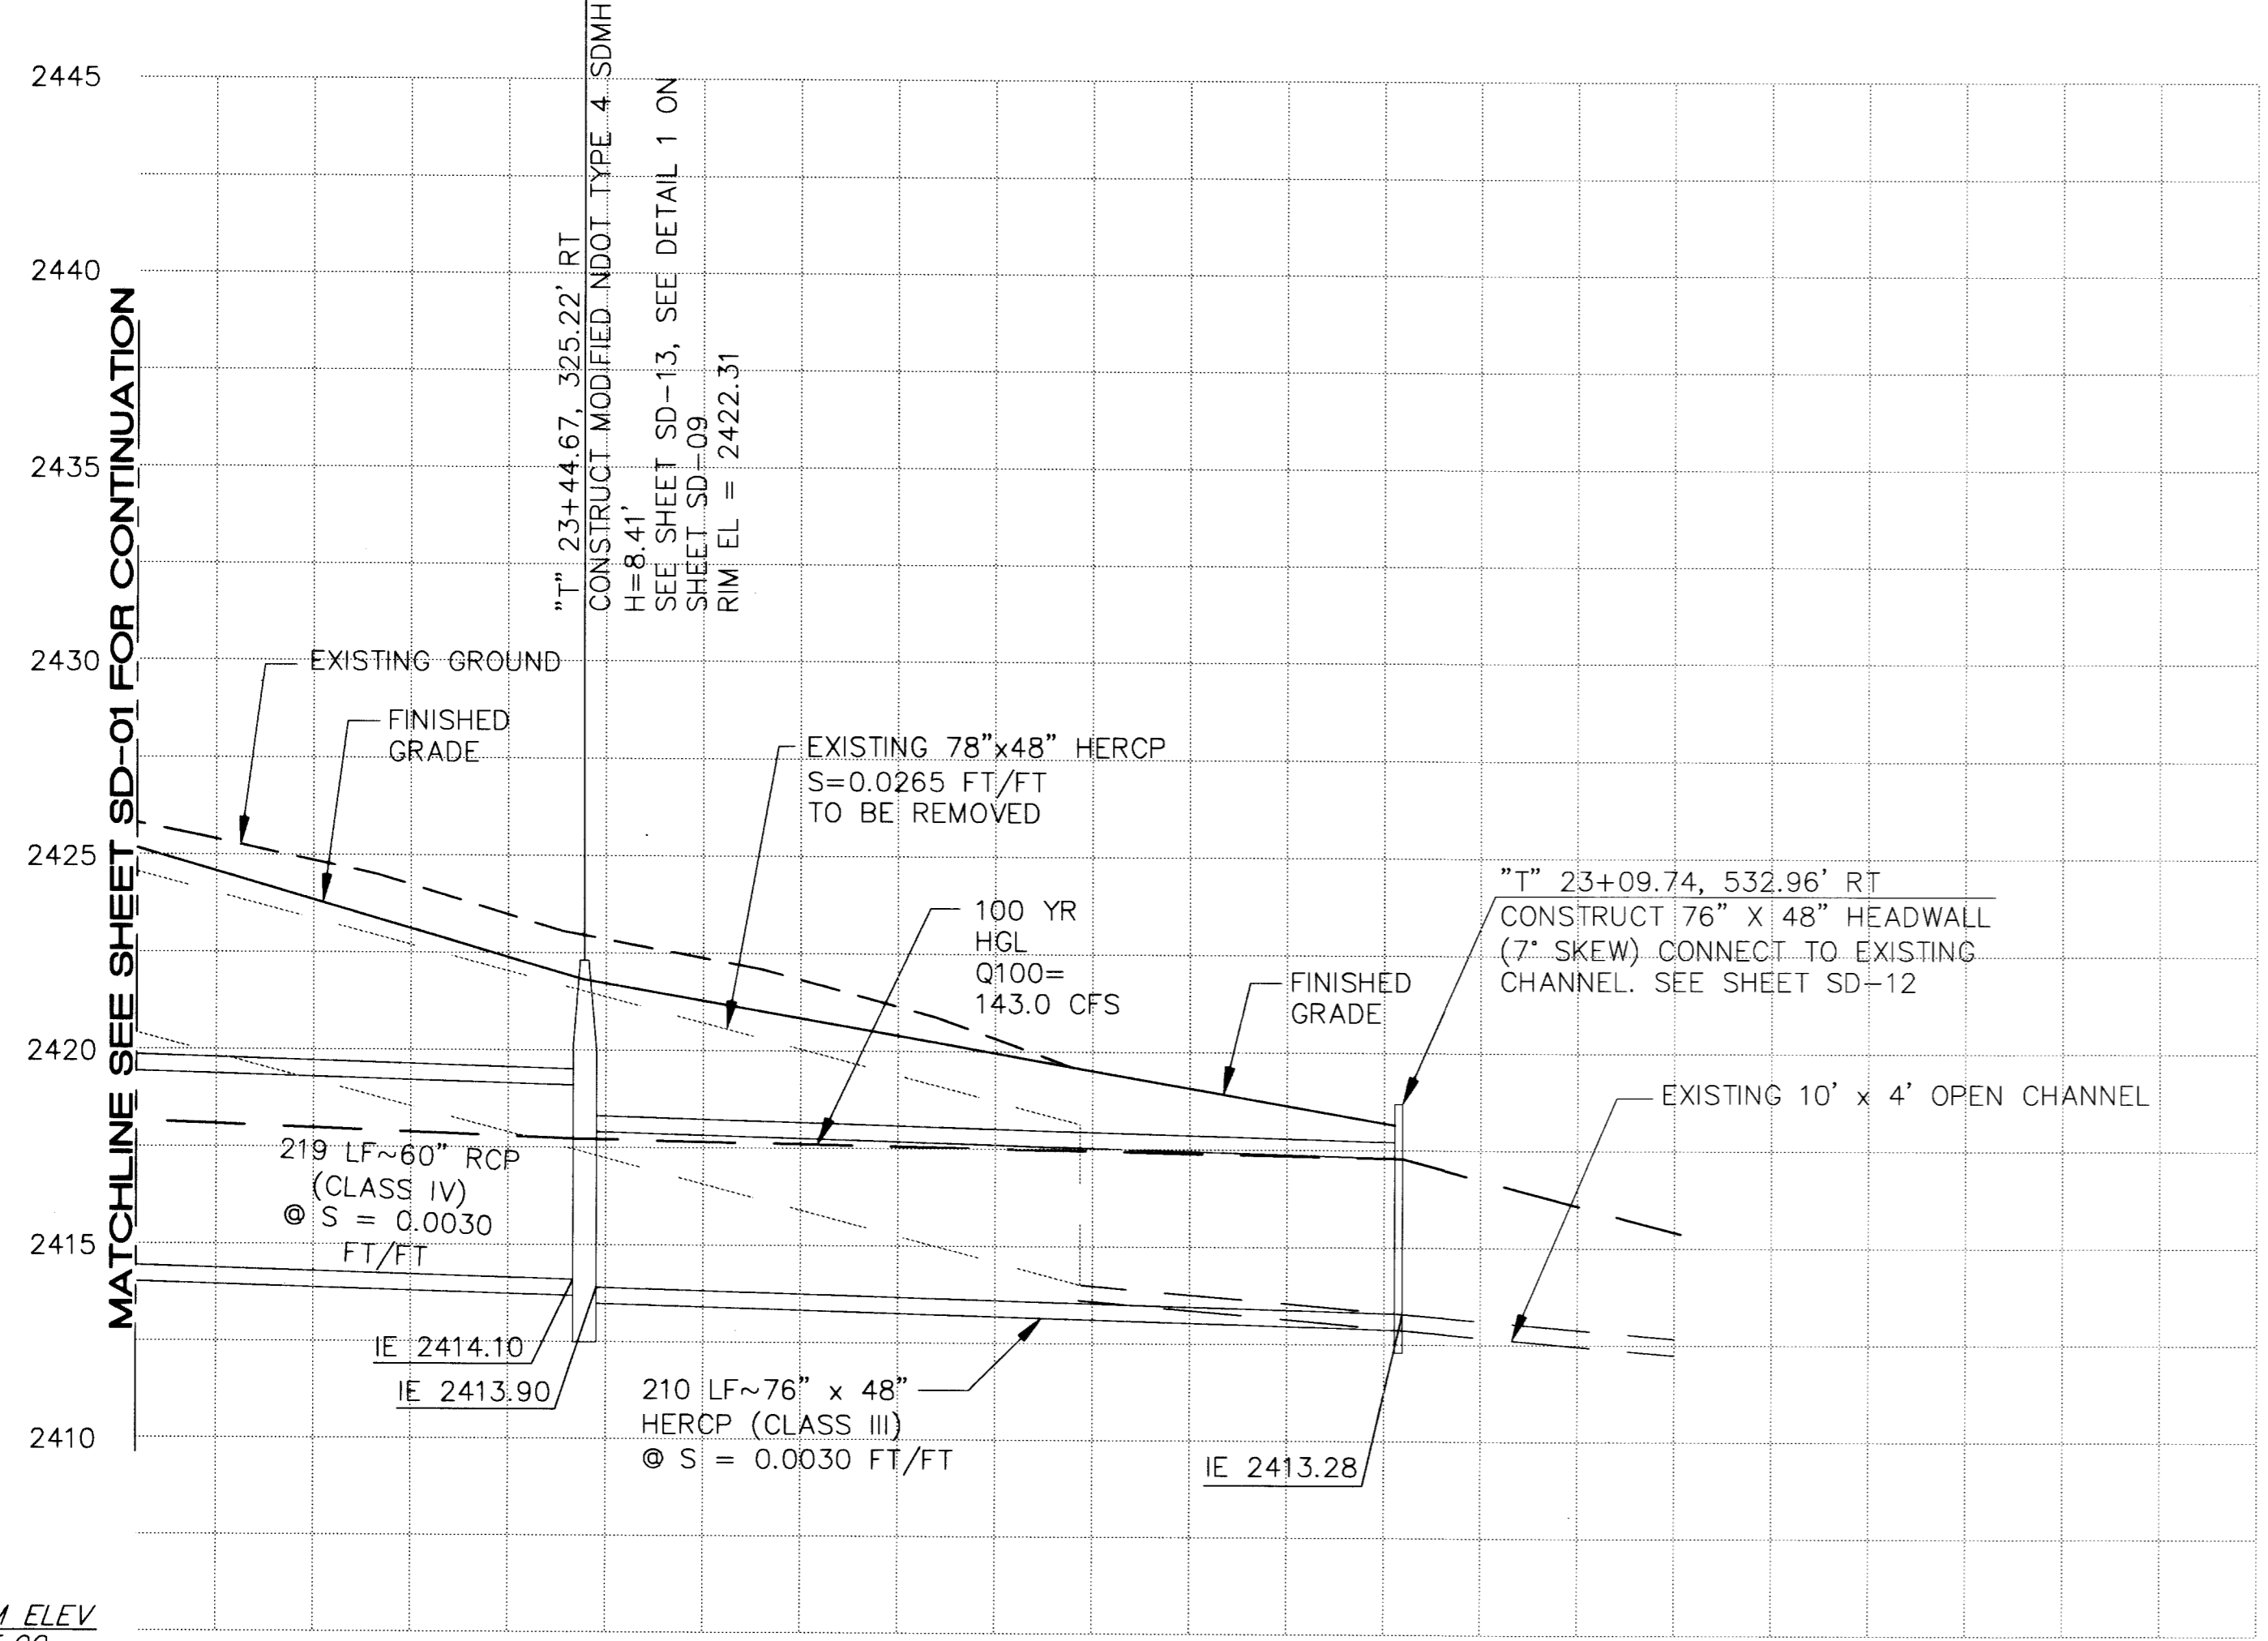 2445
2440
2435
2430
2425
2420
2415
2410
MATCHLINE SEE SHEET SD-01 FOR CONTINUATION
"T" 23+44.67, 325.22' RT
CONSTRUCT MODIFIED NDOT TYPE 4 SDMH
H=8.41'
SEE SHEET SD-13, SEE DETAIL 1 ON
SHEET SD-09
RIM EL = 2422.31
EXISTING GROUND
FINISHED
GRADE
EXISTING 78"x48" HERCP
S=0.0265 FT/FT
TO BE REMOVED
100 YR
HGL
Q100=
143.0 CFS
FINISHED
GRADE
"T" 23+09.74, 532.96' RT
CONSTRUCT 76" X 48" HEADWALL
(7° SKEW) CONNECT TO EXISTING
CHANNEL. SEE SHEET SD-12
EXISTING 10' x 4' OPEN CHANNEL
219 LF~60" RCP
(CLASS IV)
@ S = 0.0030
FT/FT
IE 2414.10
IE 2413.90
210 LF~76" x 48"
HERCP (CLASS III)
@ S = 0.0030 FT/FT
IE 2413.28
ELEV